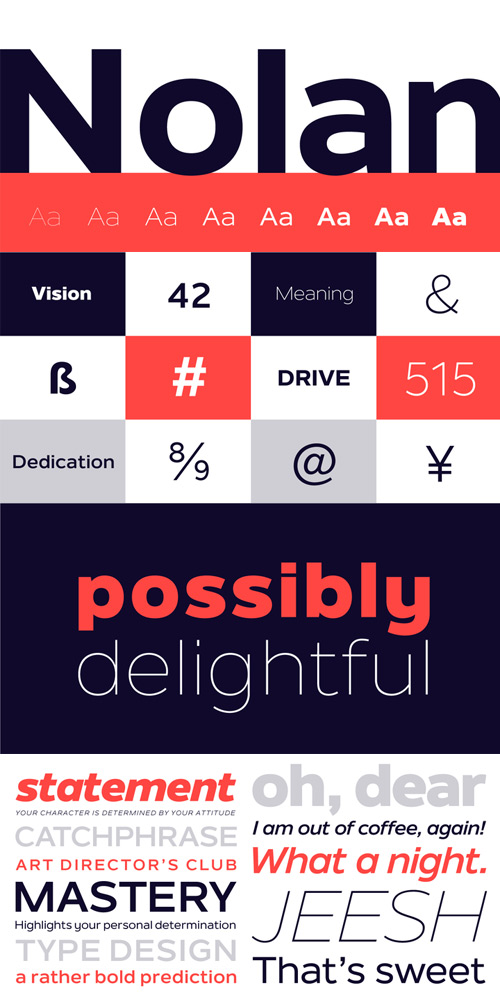 Nolan
Aa Aa Aa Aa Aa Aa Aa Aa
Vision 42 Meaning &
ß # DRIVE 515
Dedication 8/9 @ ¥
possibly
delightful
statement
YOUR CHARACTER IS DETERMINED BY YOUR ATTITUDE
CATCHPHRASE
ART DIRECTOR'S CLUB
MASTERY
Highlights your personal determination
TYPE DESIGN
a rather bold prediction
oh, dear
I am out of coffee, again!
What a night.
JEESH
That's sweet